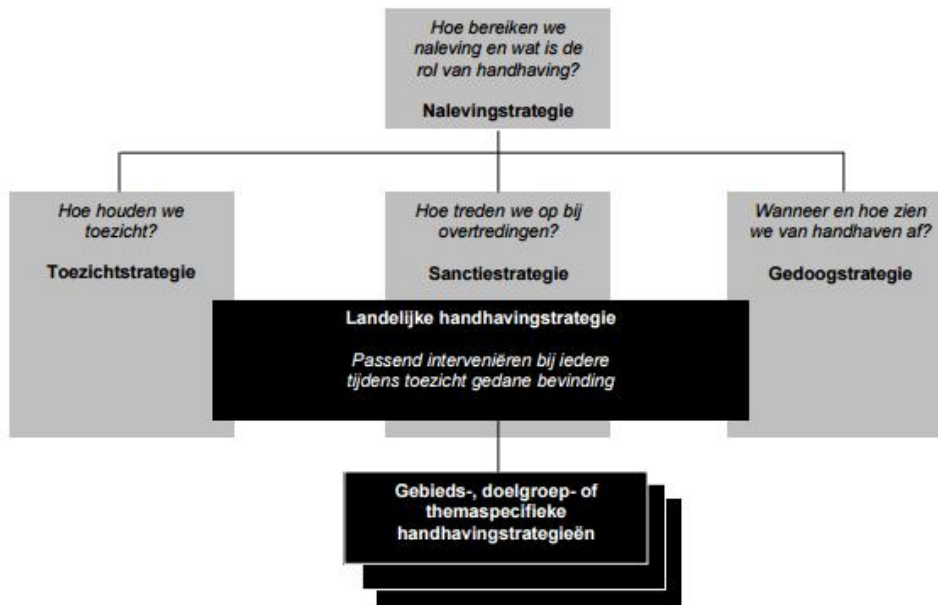 Hoe bereiken we
naleving en wat is de
rol van handhaving?
Nalevingstrategie
Hoe houden we
toezicht?
Toezichtstrategie
Hoe treden we op bij
overtredingen?
Sanctiestrategie
Wanneer en hoe zien
we van handhaven af?
Gedoogstrategie
Landelijke handhavingstrategie
Passend interveniëren bij iedere
tijdens toezicht gedane bevinding
Gebieds-, doelgroep- of
themaspecifieke
handhavingstrategieën